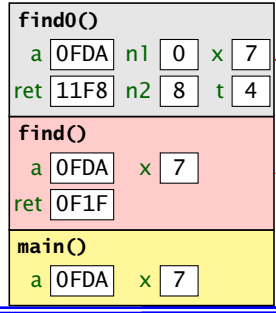 find0()
a 0FDA n1 0 x 7
ret 11F8 n2 8 t 4
find()
a 0FDA x 7
ret 0F1F
main()
a 0FDA x 7